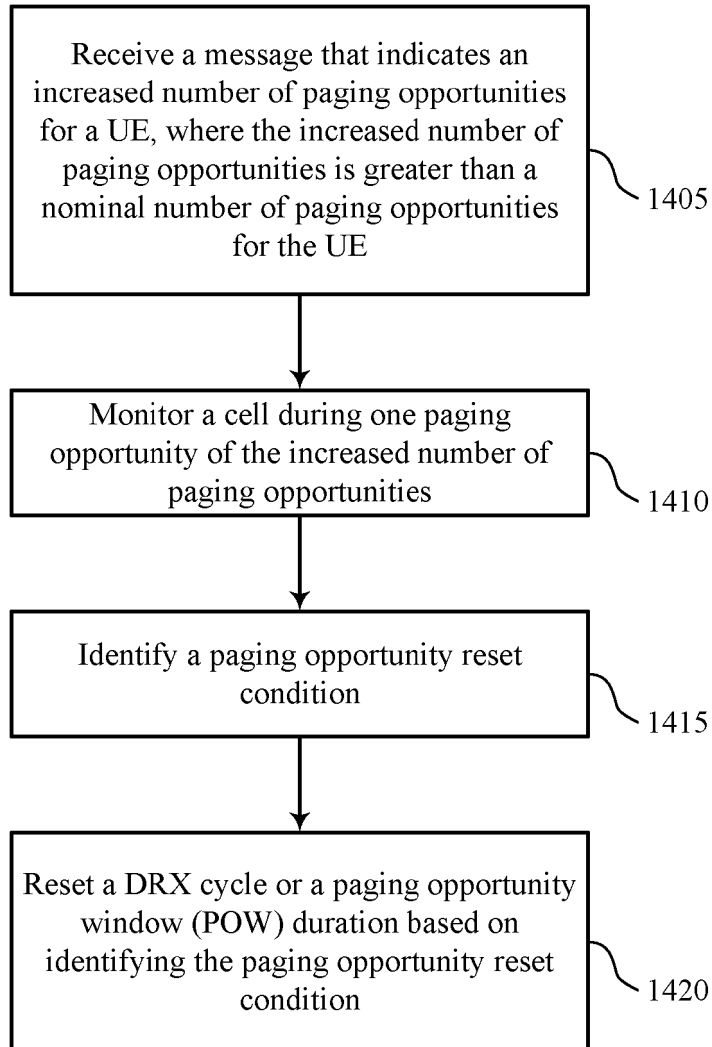 Receive a message that indicates an
increased number of paging opportunities
for a UE, where the increased number of
paging opportunities is greater than a
nominal number of paging opportunities
for the UE
1405
Monitor a cell during one paging
opportunity of the increased number of
paging opportunities
1410
Identify a paging opportunity reset
condition
1415
Reset a DRX cycle or a paging opportunity
window (POW) duration based on
identifying the paging opportunity reset
condition
1420